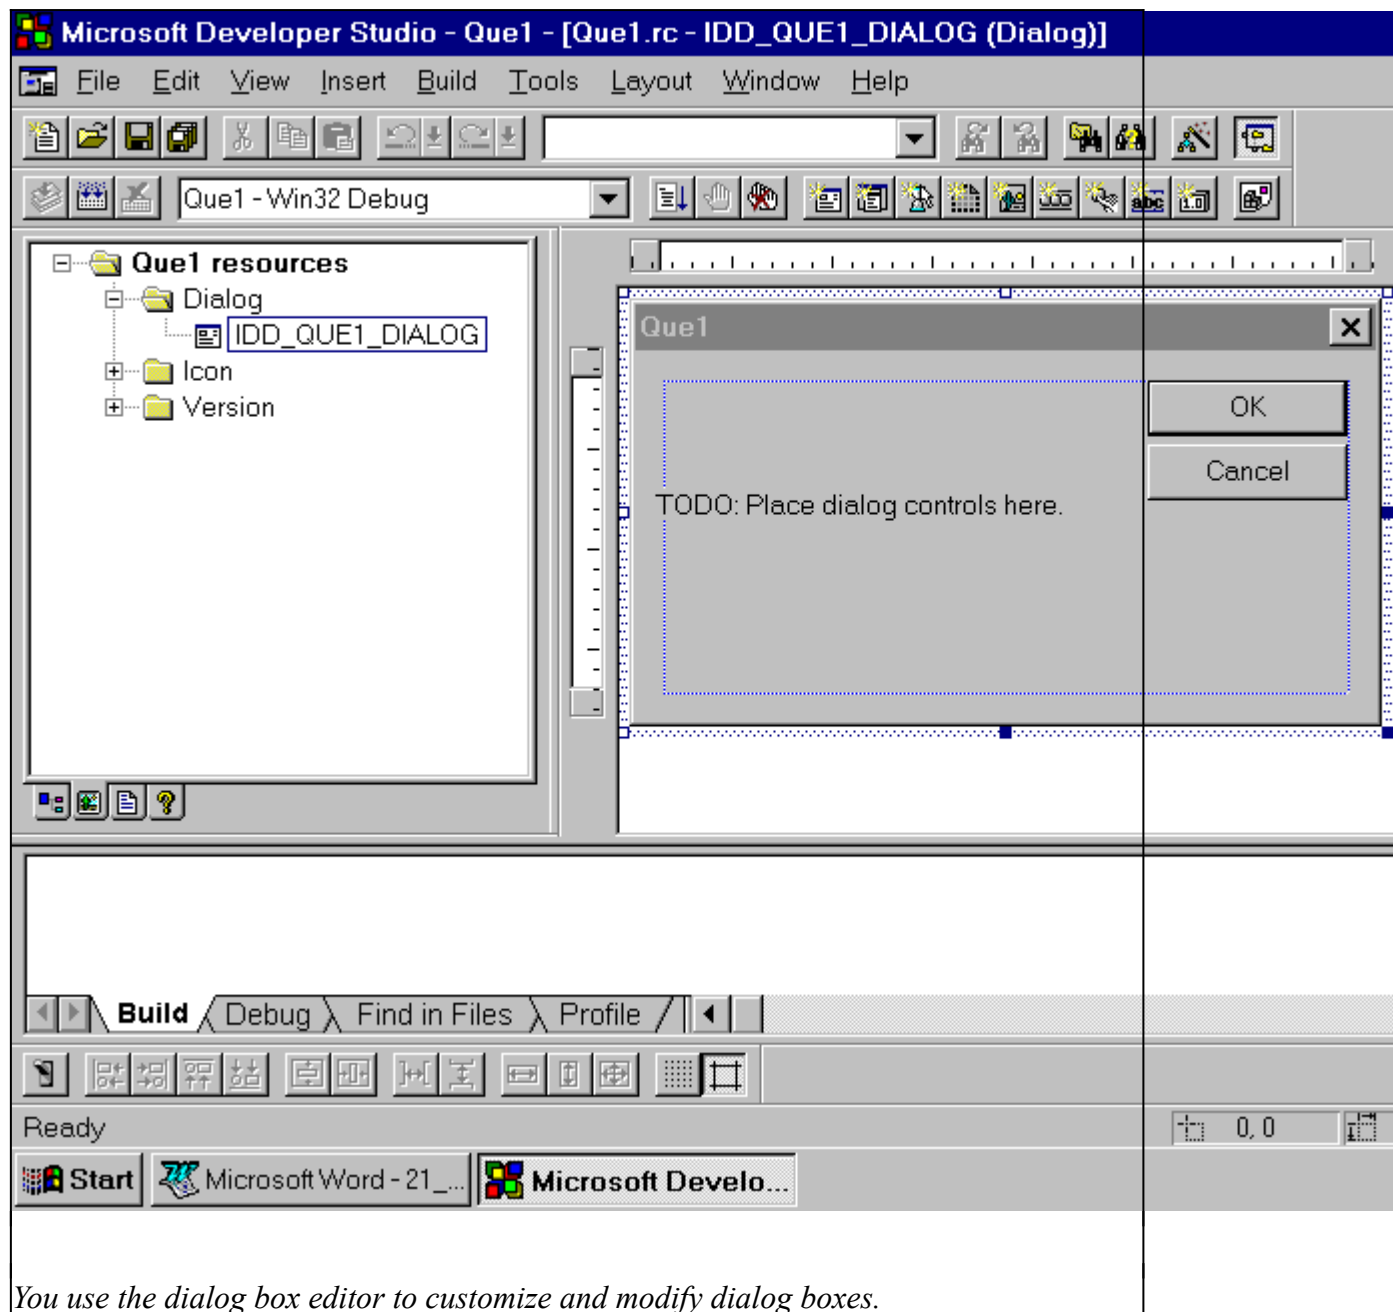 Microsoft Developer Studio - Que1 - [Que1.rc - IDD_QUE1_DIALOG (Dialog)]
File Edit View Insert Build Tools Layout Window Help
Que1 - Win32 Debug
abc 1.0
Que1 resources
Dialog
IDD_QUE1_DIALOG
Icon
Version
Que1
OK
Cancel
TODO: Place dialog controls here.
Build Debug Find in Files Profile
Ready 0, 0
Start Microsoft Word - 21_... Microsoft Develo...
You use the dialog box editor to customize and modify dialog boxes.